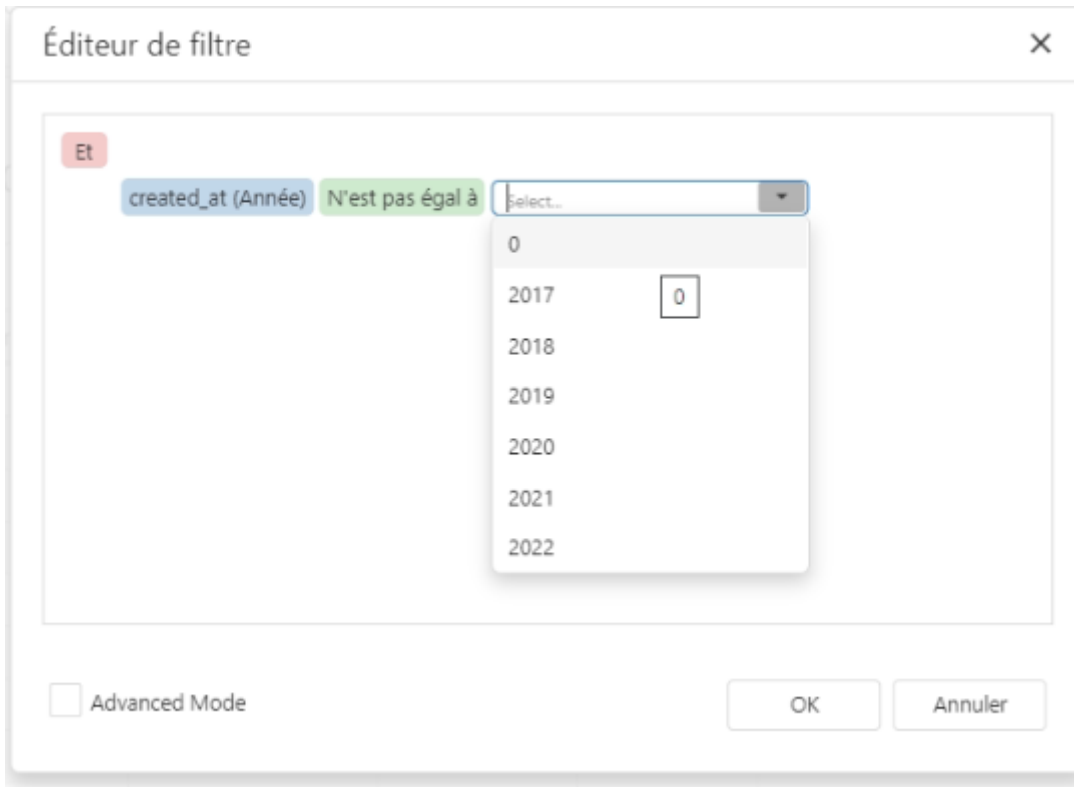 Éditeur de filtre
Et
created_at (Année) N'est pas égal à Select...
0
2017 0
2018
2019
2020
2021
2022
Advanced Mode OK Annuler